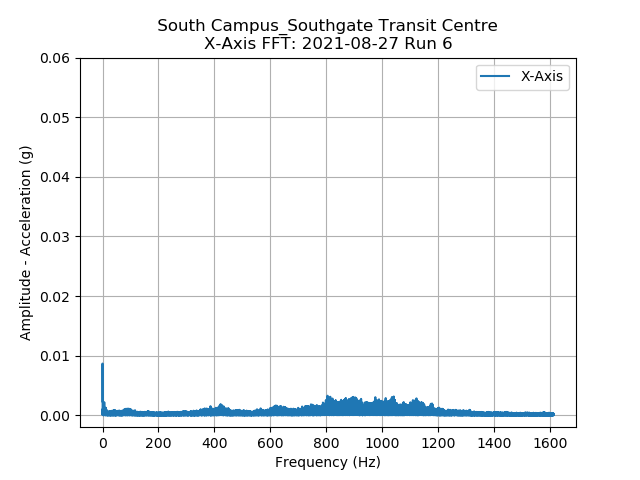 South Campus_Southgate Transit Centre
X-Axis FFT: 2021-08-27 Run 6
X-Axis
0.06
0.05
0.04
0.03
0.02
0.01
0.00
Amplitude - Acceleration (g)
0 200 400 600 800 1000 1200 1400 1600
Frequency (Hz)